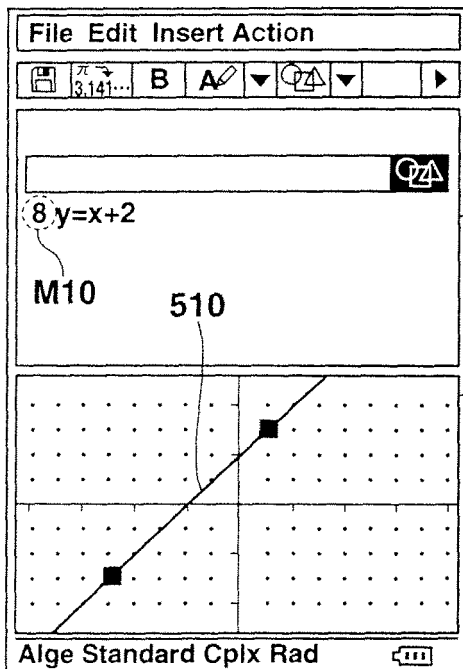 File Edit Insert Action
π 3,141… B A
8 y=x+2
M10
510
Alge Standard Cplx Rad